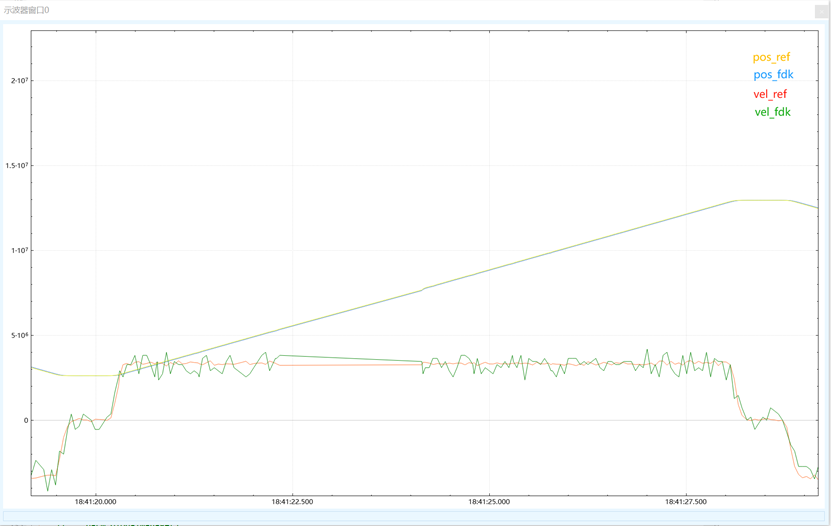 示波器窗口0
2·10⁷
1.5·10⁷
1·10⁷
5·10⁶
0
pos_ref
pos_fdk
vel_ref
vel_fdk
18:41:20.000 18:41:22.500 18:41:25.000 18:41:27.500